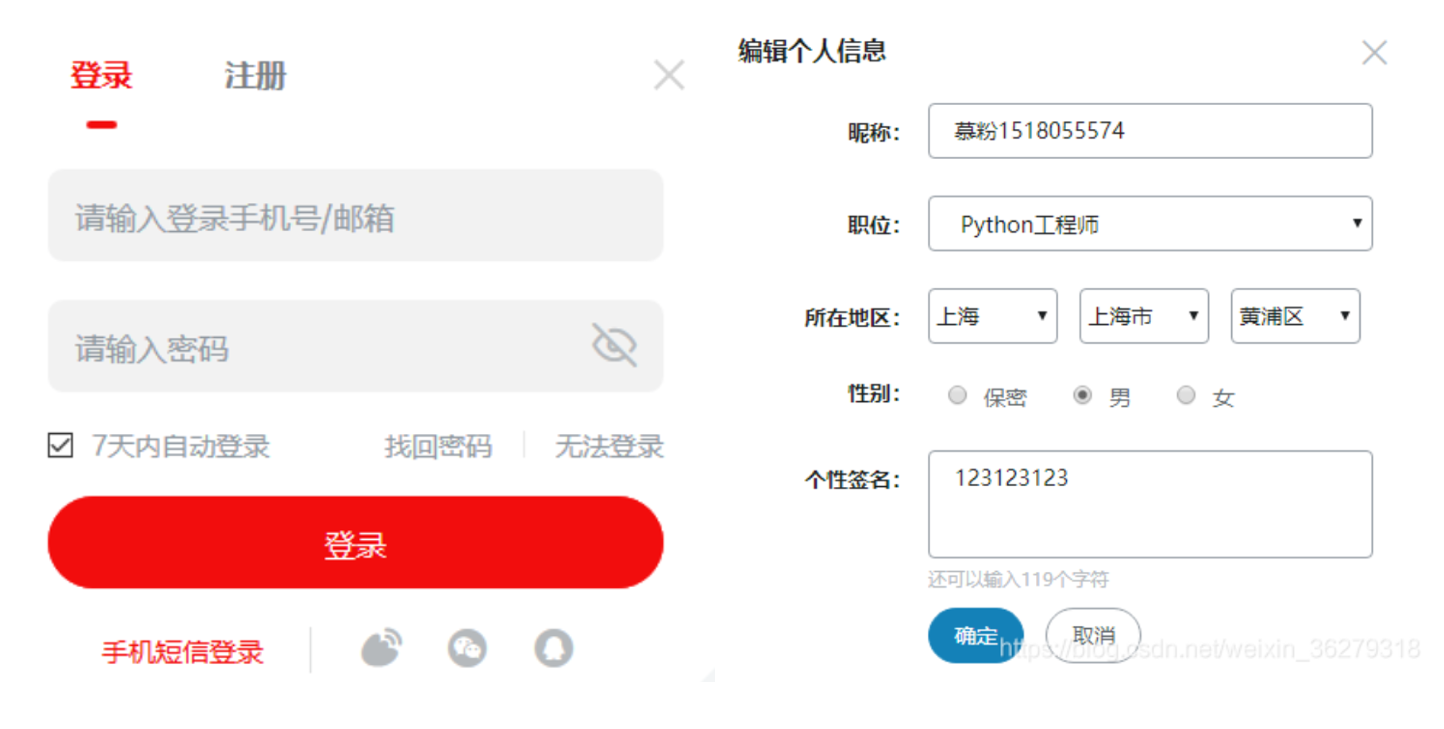 登录 注册
请输入登录手机号/邮箱
请输入密码
7天内自动登录 找回密码 无法登录
登录
手机短信登录
编辑个人信息
昵称: 慕粉1518055574
职位: Python工程师
所在地区: 上海 上海市 黄浦区
性别: 保密 男 女
个性签名: 123123123
还可以输入119个字符
确定 取消
https://blog.csdn.net/weixin_36279318